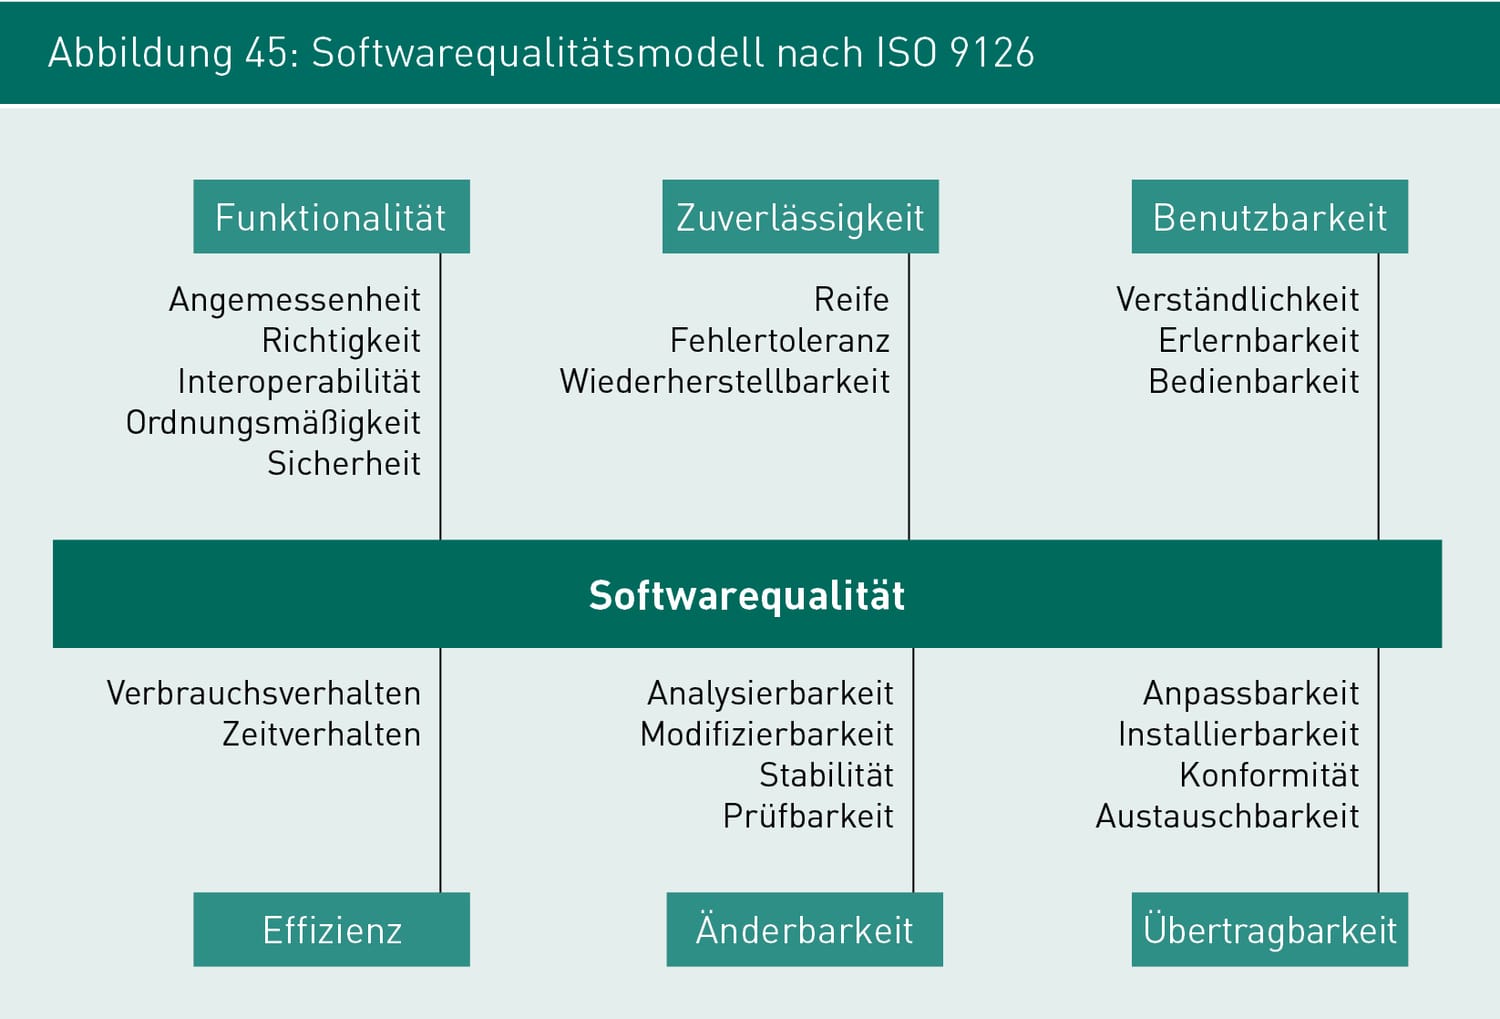 Abbildung 45: Softwarequalitätsmodell nach ISO 9126
Funktionalität
Angemessenheit
Richtigkeit
Interoperabilität
Ordnungsmäßigkeit
Sicherheit
Zuverlässigkeit
Reife
Fehlertoleranz
Wiederherstellbarkeit
Benutzbarkeit
Verständlichkeit
Erlernbarkeit
Bedienbarkeit
Softwarequalität
Verbrauchsverhalten
Zeitverhalten
Effizienz
Analysierbarkeit
Modifizierbarkeit
Stabilität
Prüfbarkeit
Änderbarkeit
Anpassbarkeit
Installierbarkeit
Konformität
Austauschbarkeit
Übertragbarkeit